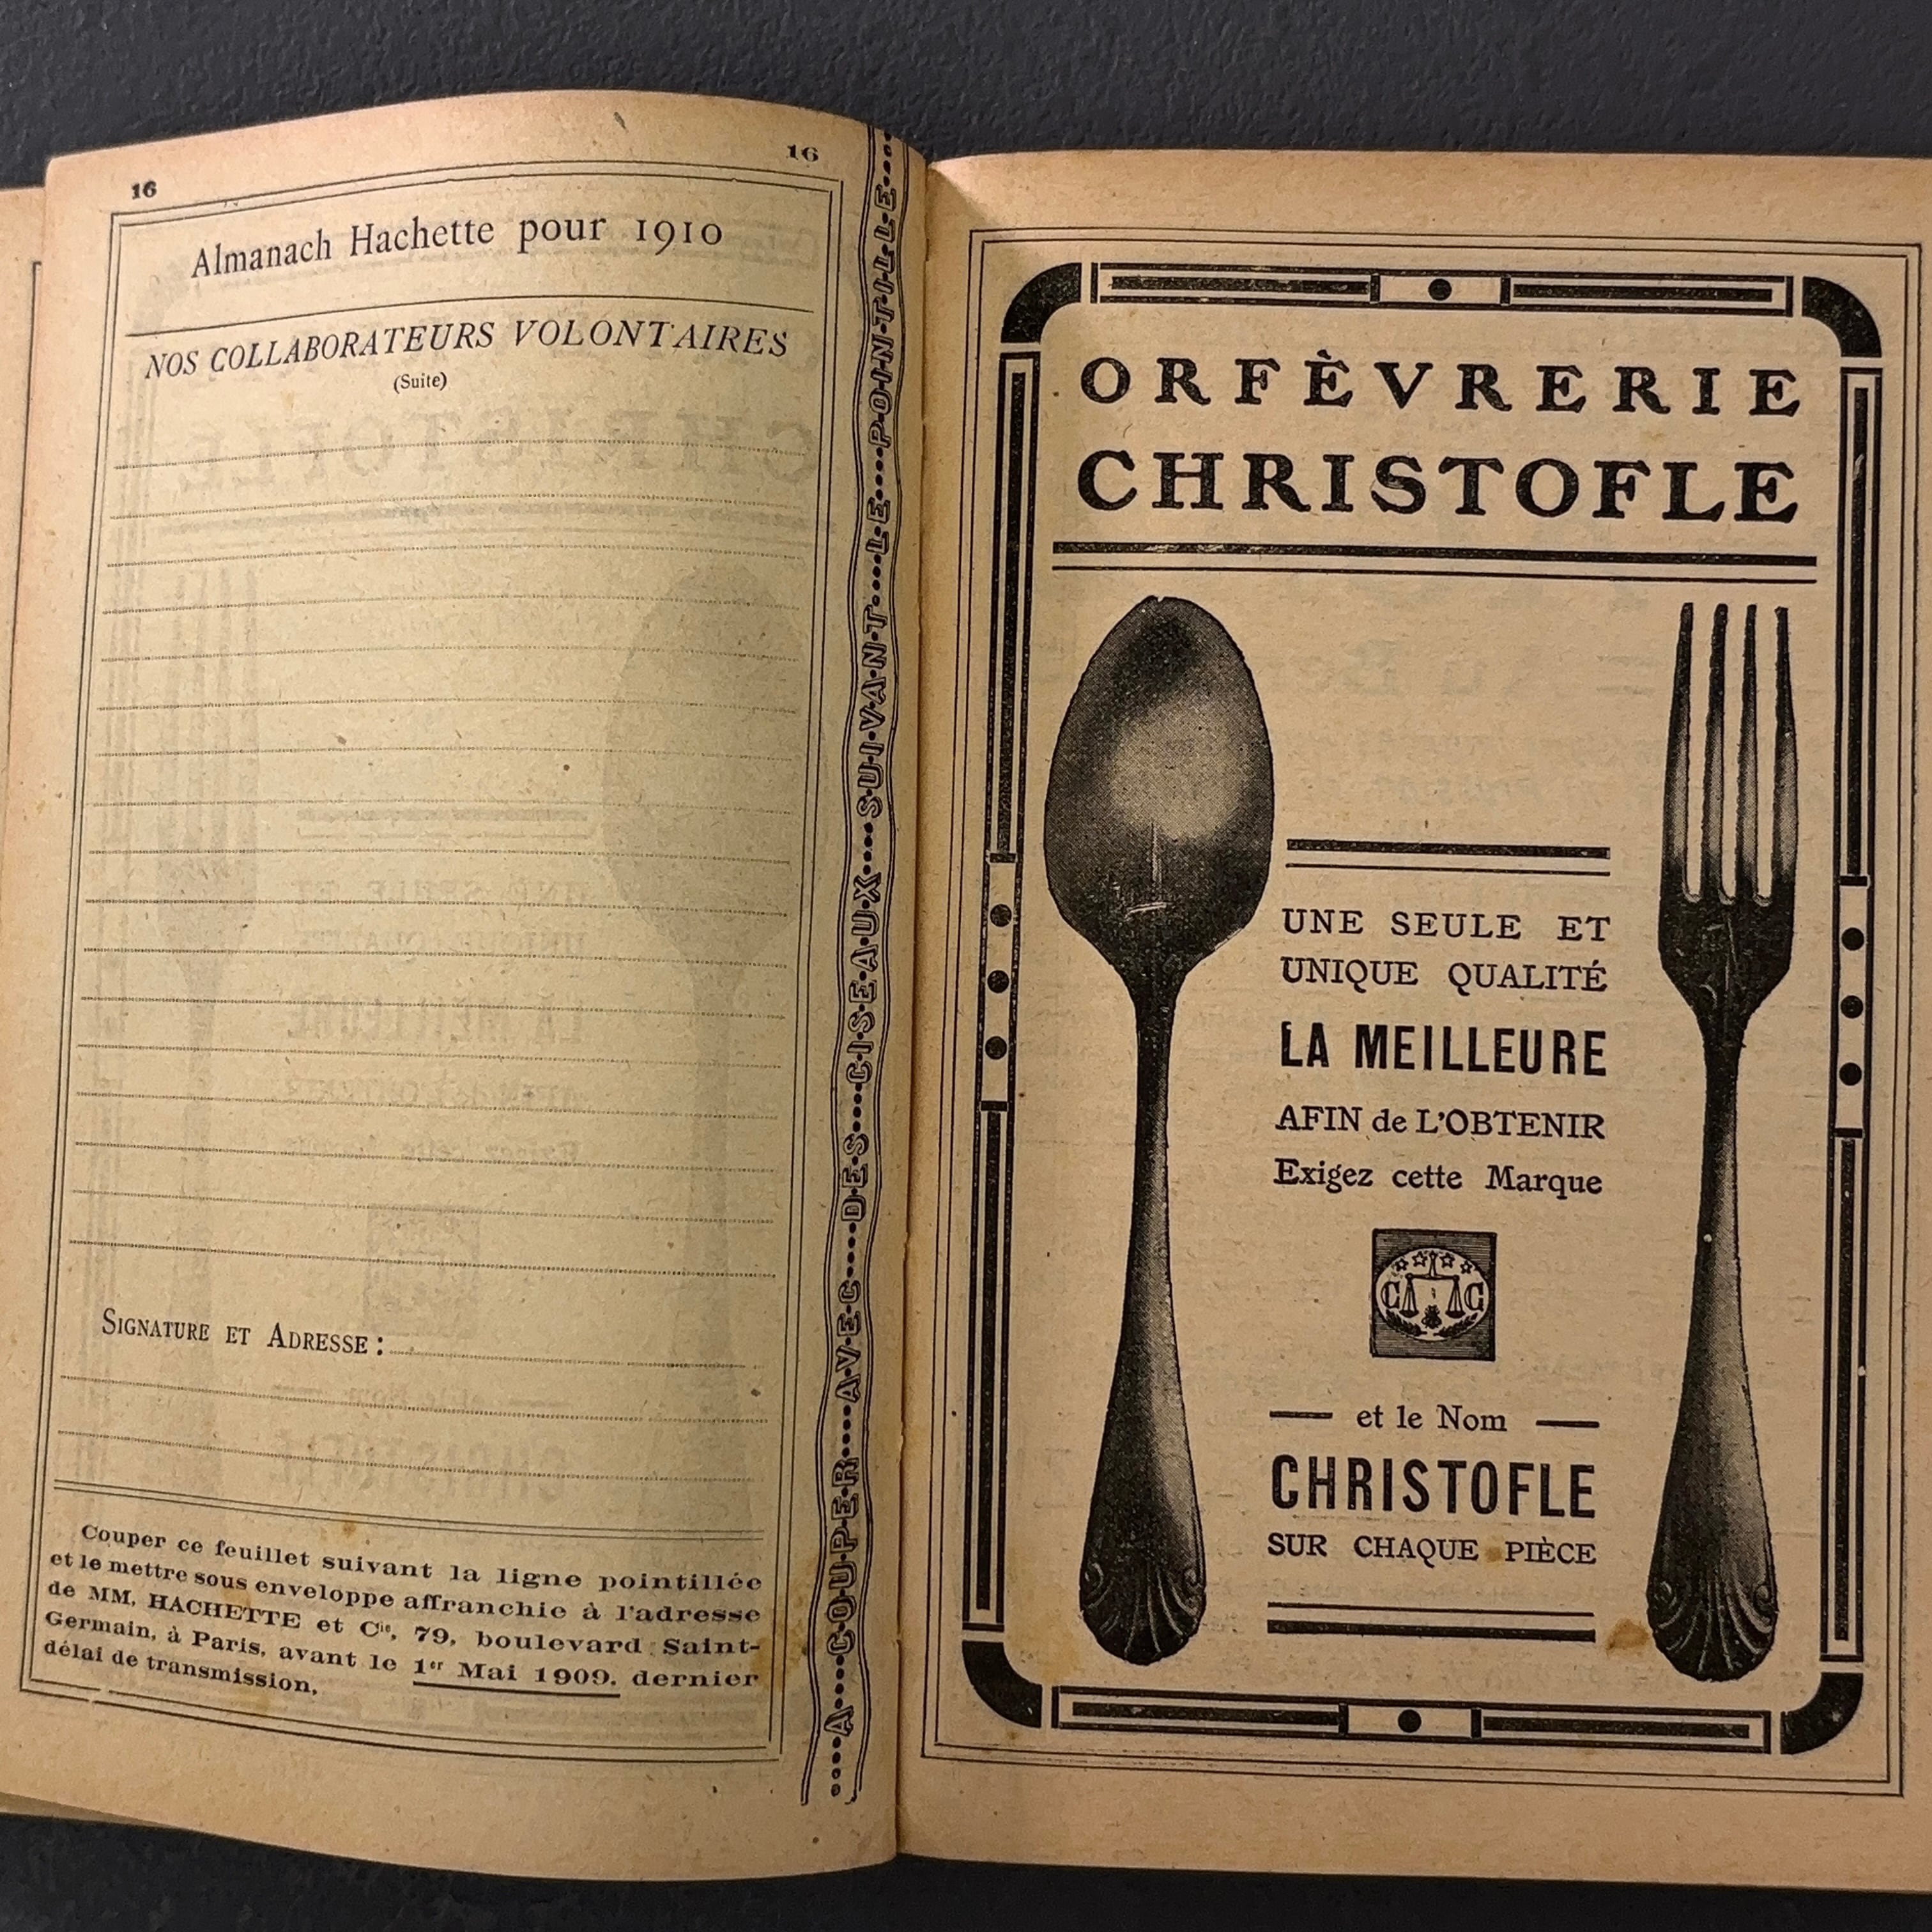 16
16
Almanach Hachette pour 1910
NOS COLLABORATEURS VOLONTAIRES
(Suite)
SIGNATURE ET ADRESSE :
Couper ce feuillet suivant la ligne pointillée
et le mettre sous enveloppe affranchie à l'adresse
de MM. HACHETTE et Cie, 79, boulevard Saint-
Germain, à Paris, avant le 1er Mai 1909. dernier
délai de transmission.
A COUPER AVEC DES CISEAUX SUIVANT LE POINTILLE
ORFÈVRERIE
CHRISTOFLE
UNE SEULE ET
UNIQUE QUALITÉ
LA MEILLEURE
AFIN de L'OBTENIR
Exigez cette Marque
C C
et le Nom
CHRISTOFLE
SUR CHAQUE PIÈCE